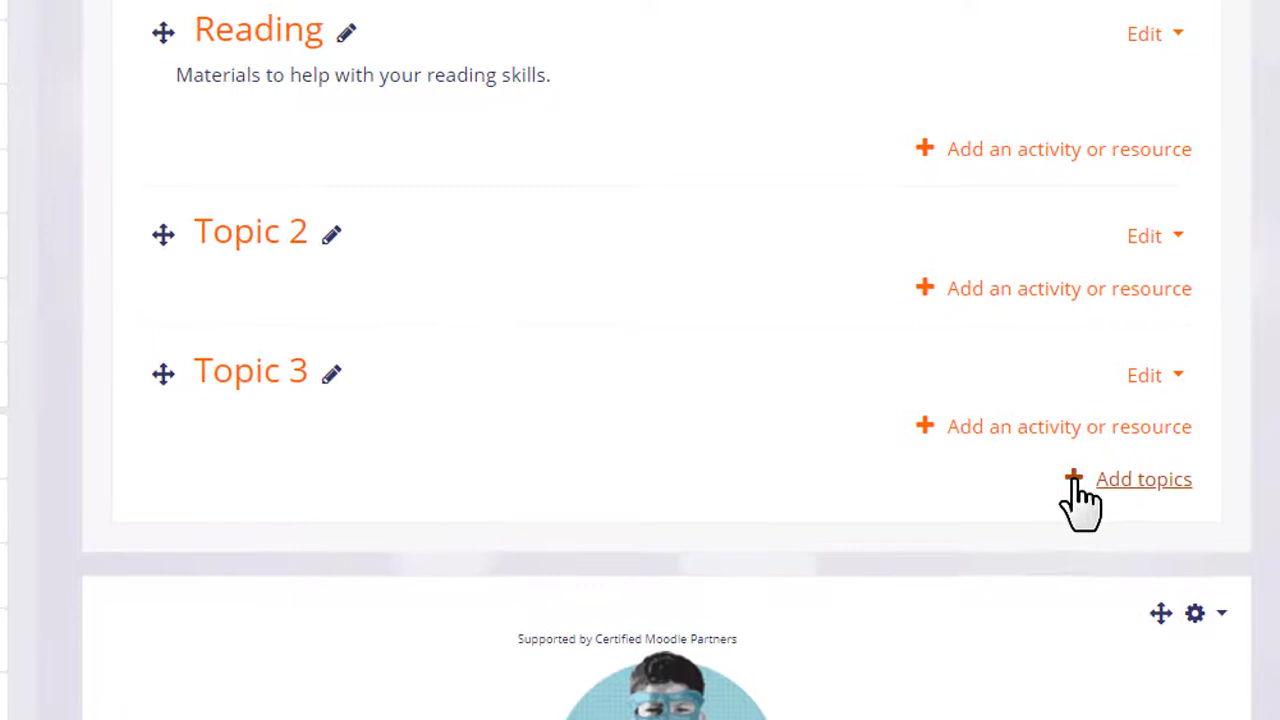 Reading
Edit
Materials to help with your reading skills.
Add an activity or resource
Topic 2
Edit
Add an activity or resource
Topic 3
Edit
Add an activity or resource
Add topics
Supported by Certified Moodle Partners